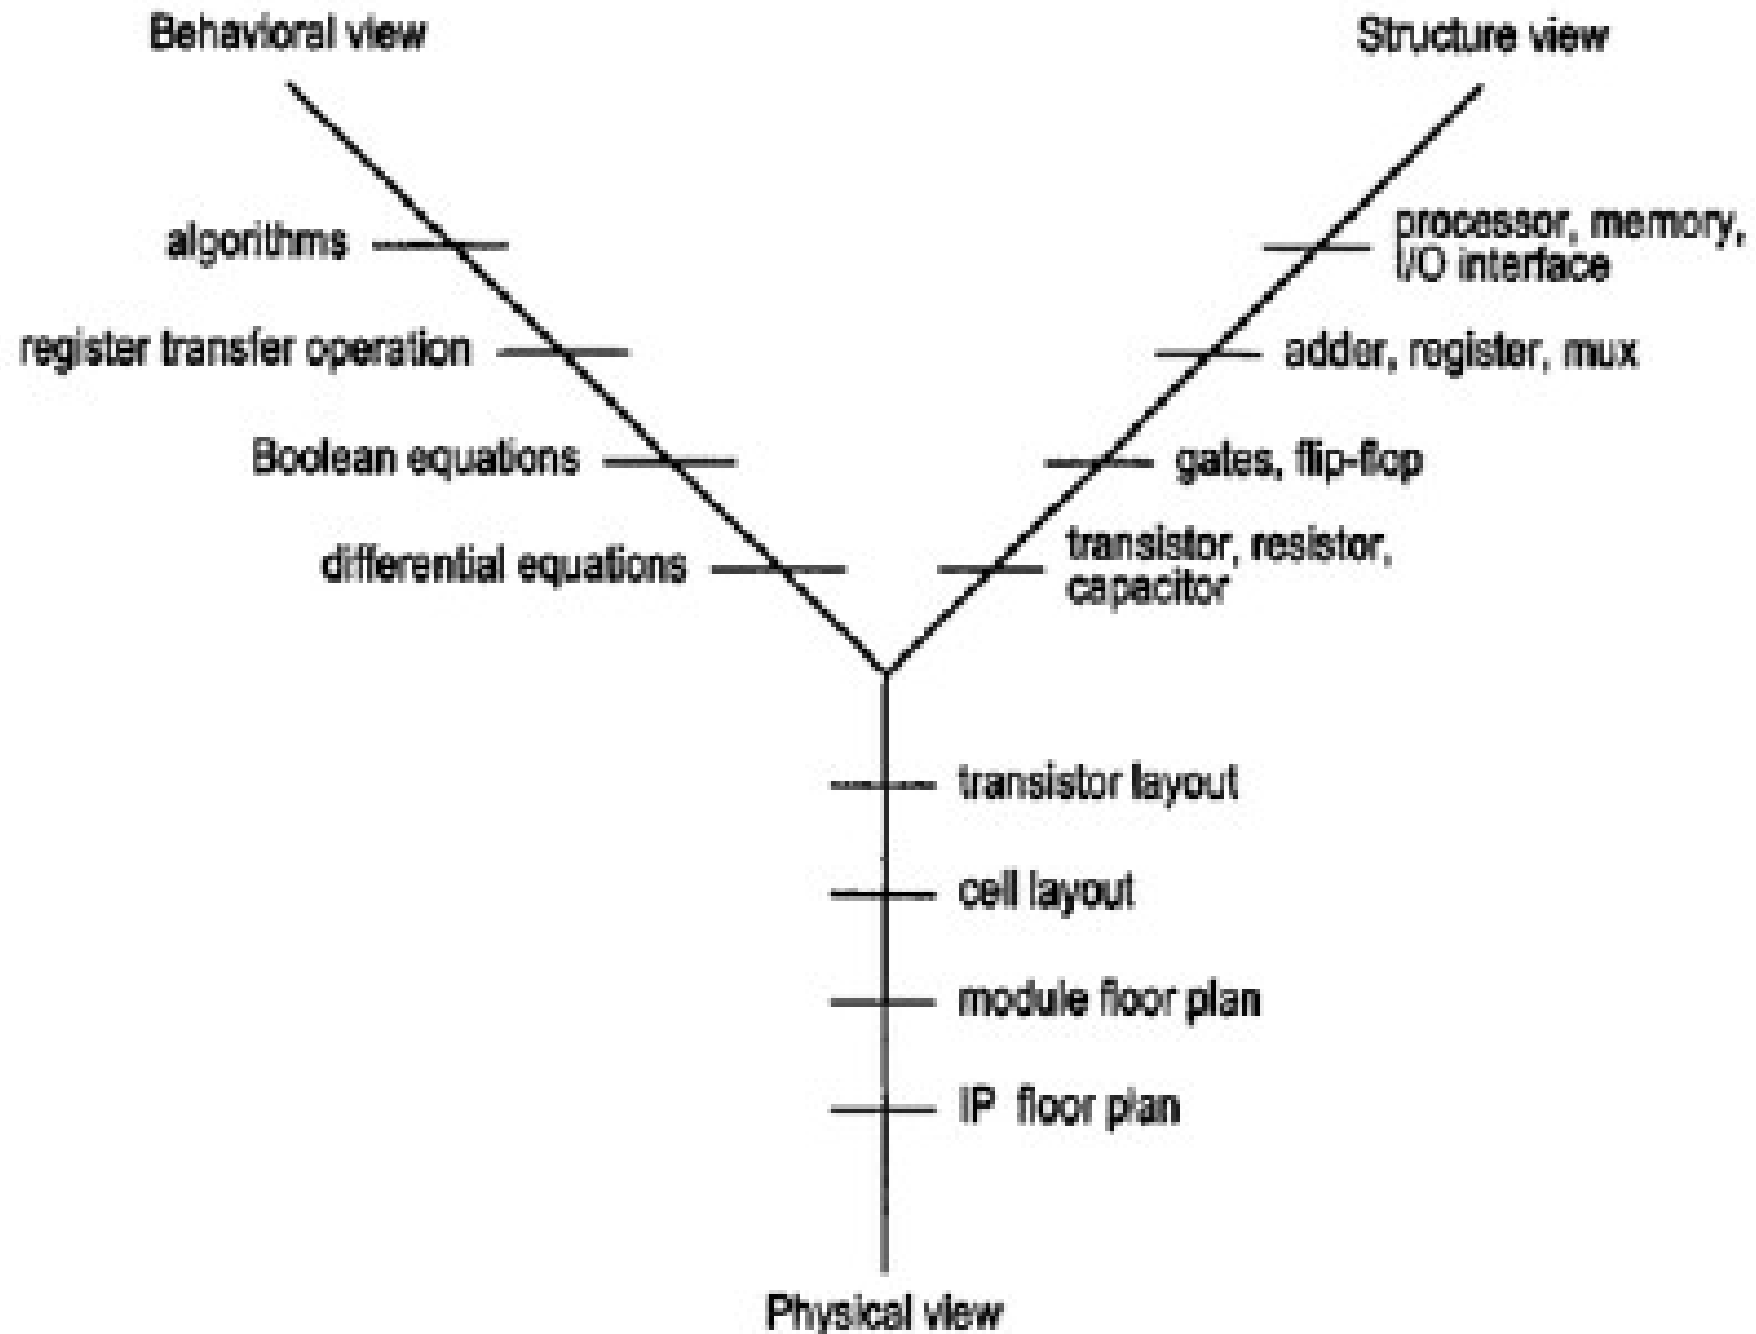 Behavioral view
Structure view
algorithms
processor, memory,
I/O interface
register transfer operation
adder, register, mux
Boolean equations
gates, flip-flop
differential equations
transistor, resistor,
capacitor
transistor layout
cell layout
module floor plan
IP floor plan
Physical view